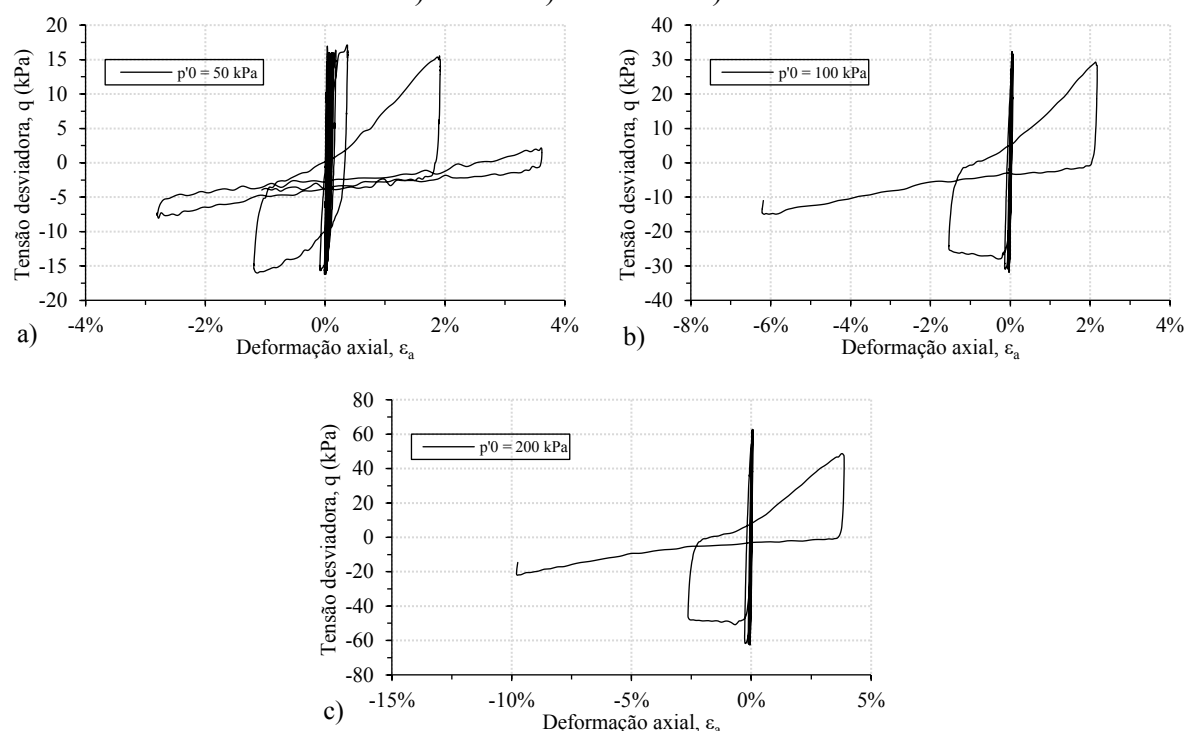 20
15
10
5
0
-5
-10
-15
-20
Tensão desviadora, q (kPa)
p'0 = 50 kPa
-4% -2% 0% 2% 4%
a)
Deformação axial, εa
40
30
20
10
0
-10
-20
-30
-40
Tensão desviadora, q (kPa)
p'0 = 100 kPa
-8% -6% -4% -2% 0% 2% 4%
b)
Deformação axial, εa
80
60
40
20
0
-20
-40
-60
-80
Tensão desviadora, q (kPa)
p'0 = 200 kPa
-15% -10% -5% 0% 5%
c)
Deformação axial, εa